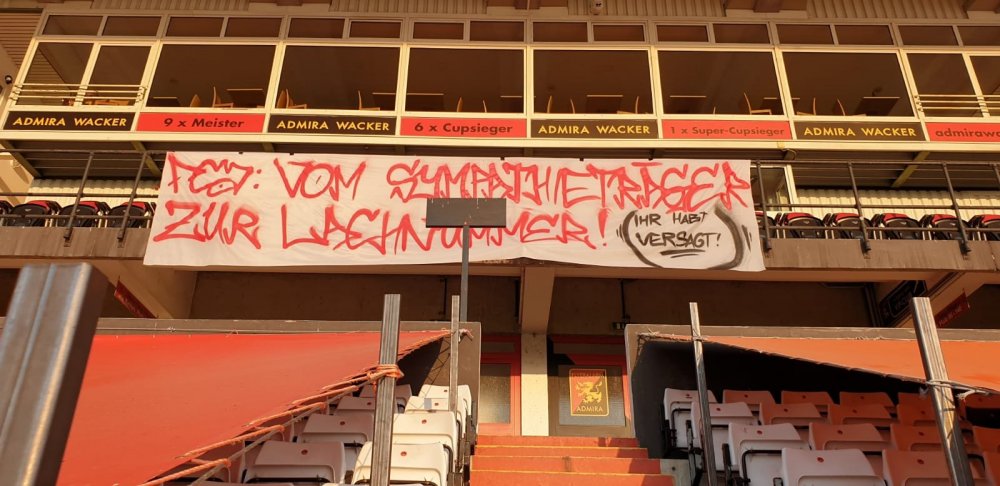 ADMIRA WACKER
9 x Meister
ADMIRA WACKER
6 x Cupsieger
ADMIRA WACKER
1 x Super-Cupsieger
ADMIRA WACKER
admirawa
VOM SYMPATHIETRÄGER
ZUR LACHNUMMER!
IHR HABT
VERSAGT!
ADMIRA